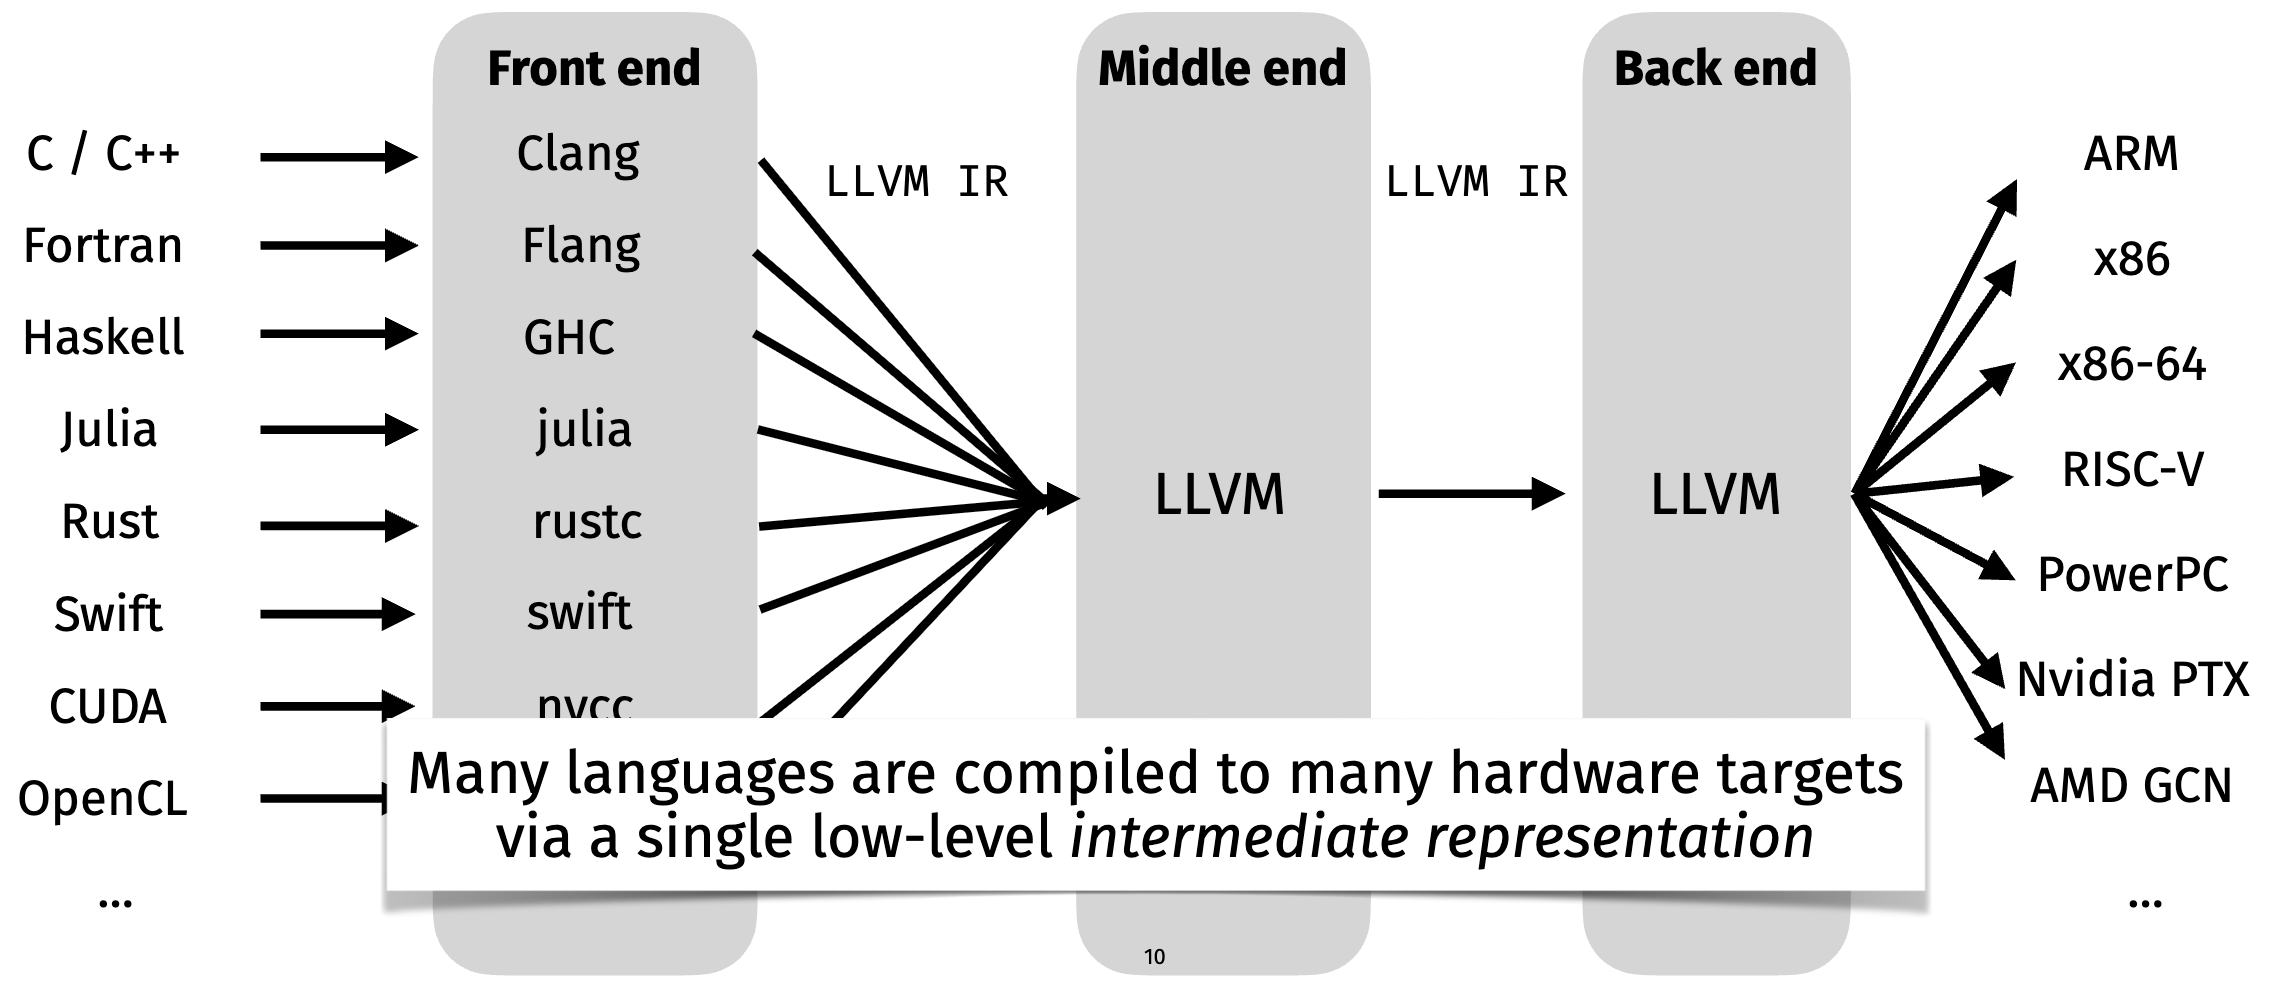 Front end
Middle end
Back end
C / C++
Clang
LLVM IR
LLVM IR
ARM
Fortran
Flang
x86
Haskell
GHC
x86-64
Julia
julia
LLVM
LLVM
RISC-V
Rust
rustc
PowerPC
Swift
swift
Nvidia PTX
CUDA
nvcc
Many languages are compiled to many hardware targets
via a single low-level intermediate representation
OpenCL
AMD GCN
...
...
10